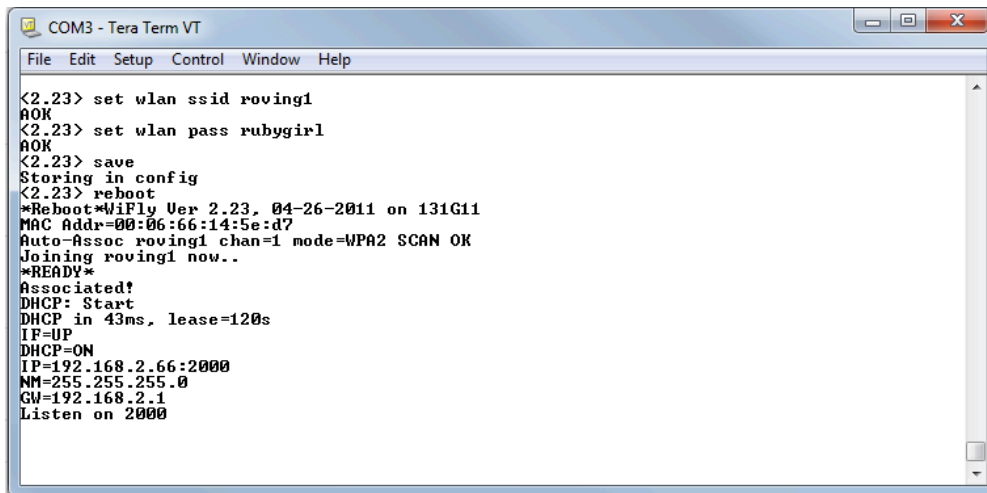 COM3 - Tera Term VT
File Edit Setup Control Window Help
<2.23> set wlan ssid roving1
AOK
<2.23> set wlan pass rubygirl
AOK
<2.23> save
Storing in config
<2.23> reboot
*Reboot*WiFly Ver 2.23, 04-26-2011 on 131G11
MAC Addr=00:06:66:14:5e:d7
Auto-Assoc roving1 chan=1 mode=WPA2 SCAN OK
Joining roving1 now..
*READY*
Associated!
DHCP: Start
DHCP in 43ms, lease=120s
IF=UP
DHCP=ON
IP=192.168.2.66:2000
NM=255.255.255.0
GW=192.168.2.1
Listen on 2000